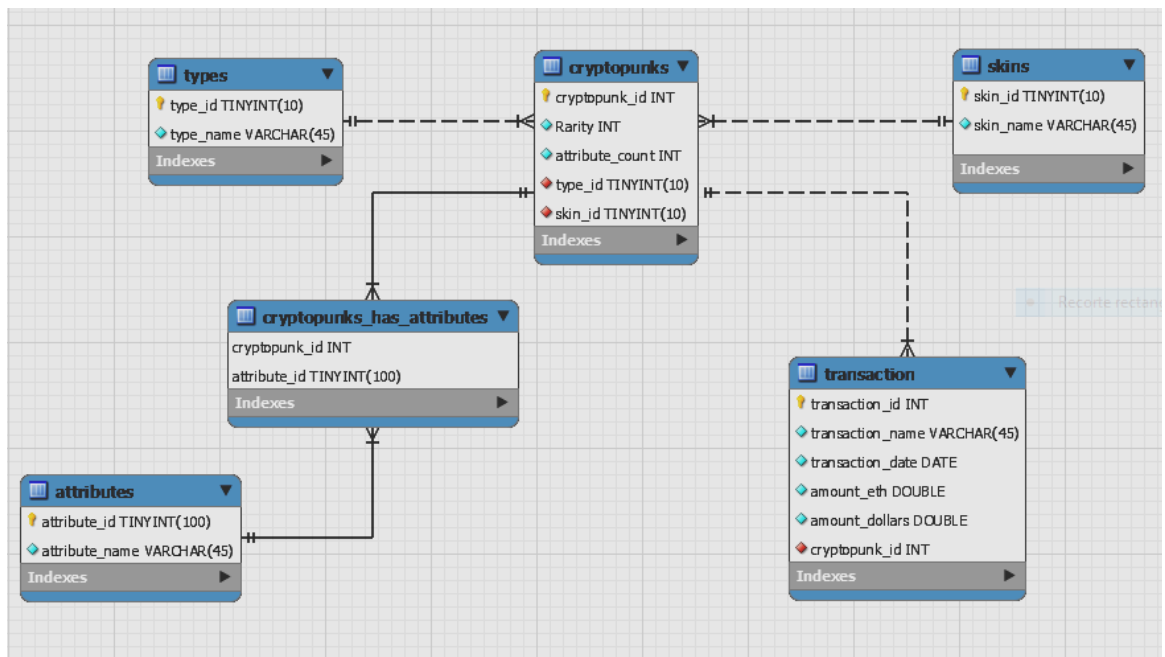 types
type_id TINYINT(10)
type_name VARCHAR(45)
Indexes
cryptopunks
cryptopunk_id INT
Rarity INT
attribute_count INT
type_id TINYINT(10)
skin_id TINYINT(10)
Indexes
skins
skin_id TINYINT(10)
skin_name VARCHAR(45)
Indexes
cryptopunks_has_attributes
cryptopunk_id INT
attribute_id TINYINT(100)
Indexes
Recorte
transaction
transaction_id INT
transaction_name VARCHAR(45)
transaction_date DATE
amount_eth DOUBLE
amount_dollars DOUBLE
cryptopunk_id INT
Indexes
attributes
attribute_id TINYINT(100)
attribute_name VARCHAR(45)
Indexes